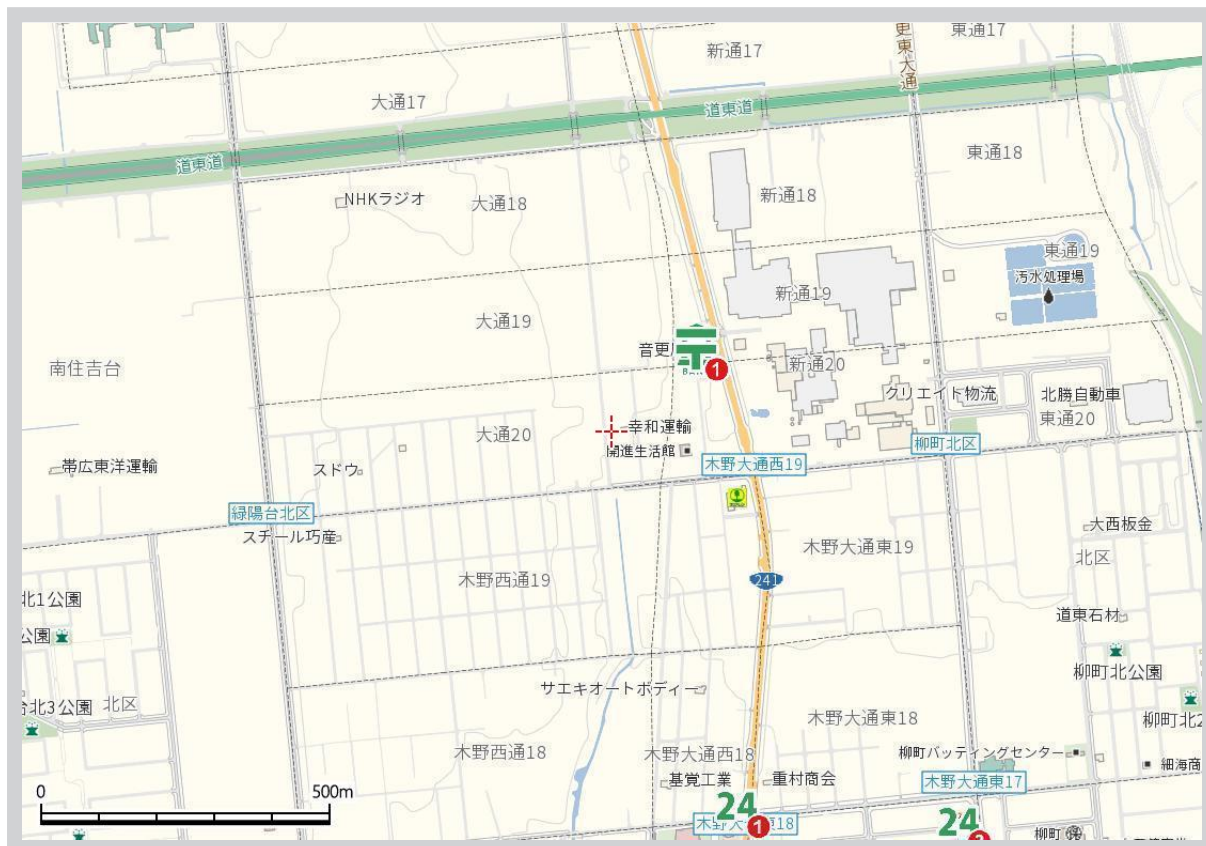 新通17
更東大通
東通17
大通17
道東道
道東道
東通18
新通18
NHKラジオ
大通18
東通19
汚水処理場
新通19
大通19
音更
1
新通20
南住吉台
クリエイト物流
北勝自動車
東通20
大通20
幸和運輸
開進生活館
柳町北区
木野大通西19
帯広東洋運輸
スドウ
緑陽台北区
スチール巧産
大西板金
木野大通東19
北区
木野西通19
241
北1公園
道東石材
公園
柳町北公園
サエキオートボディー
台北3公園
北区
木野大通東18
柳町北2
木野西通18
木野大通西18
柳町バッティングセンター
細海商
基覚工業
重村商会
木野大通東17
0
500m
24
1
24
柳町